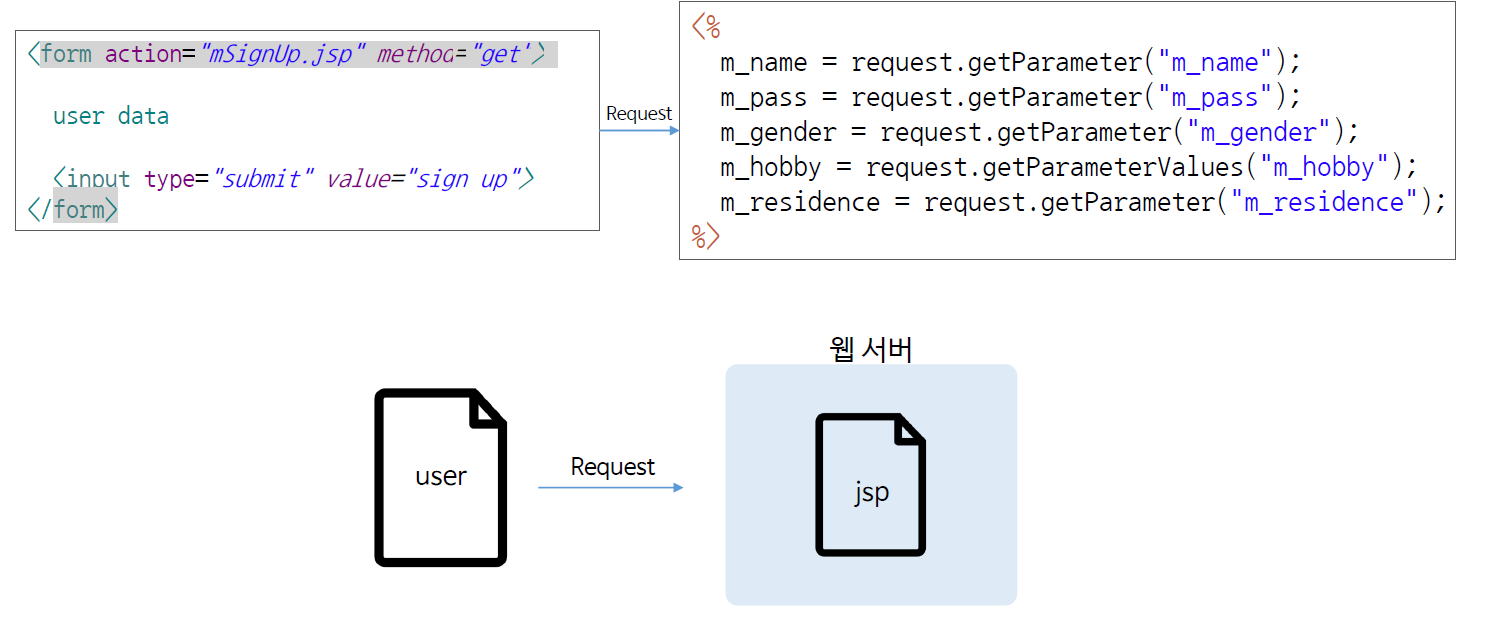 <form action="mSignUp.jsp" method="get">
user data
<input type="submit" value="sign up">
</form>
Request
<%
m_name = request.getParameter("m_name");
m_pass = request.getParameter("m_pass");
m_gender = request.getParameter("m_gender");
m_hobby = request.getParameterValues("m_hobby");
m_residence = request.getParameter("m_residence");
%>
웹 서버
user
Request
jsp